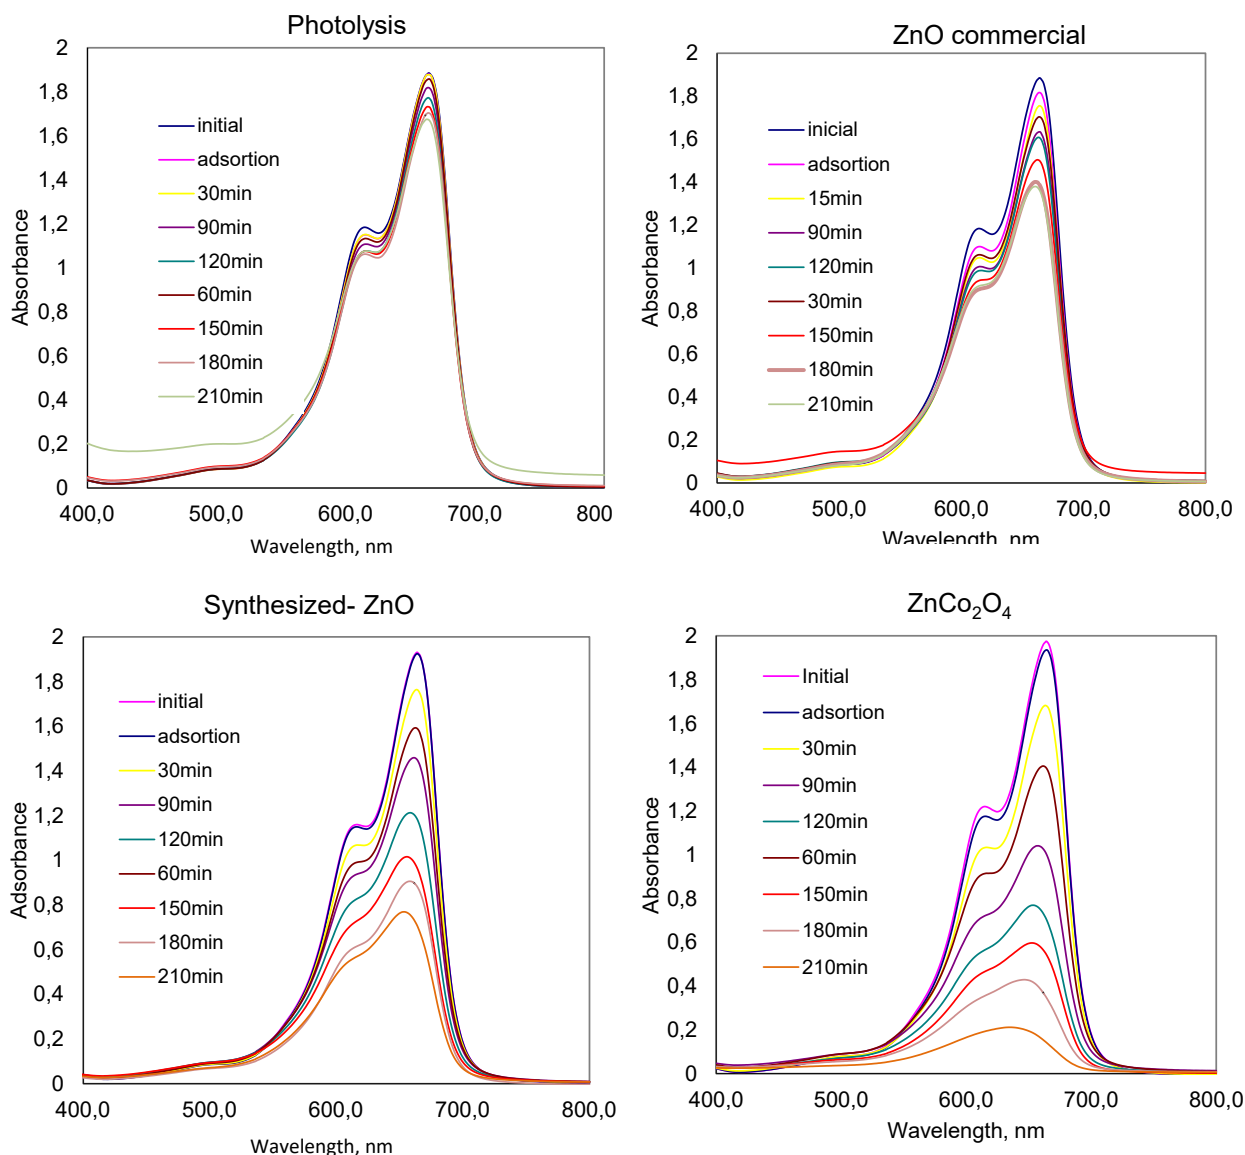 Photolysis
2
1,8
1,6
1,4
1,2
1
0,8
0,6
0,4
0,2
0
Absorbance
initial
adsortion
30min
90min
120min
60min
150min
180min
210min
400,0 500,0 600,0 700,0 800
Wavelength, nm
ZnO commercial
2
1,8
1,6
1,4
1,2
1
0,8
0,6
0,4
0,2
0
Absorbance
inicial
adsortion
15min
90min
120min
30min
150min
180min
210min
400,0 500,0 600,0 700,0 800,0
Wavelength, nm
Synthesized- ZnO
2
1,8
1,6
1,4
1,2
1
0,8
0,6
0,4
0,2
0
Adsorbance
initial
adsortion
30min
90min
120min
60min
150min
180min
210min
400,0 500,0 600,0 700,0 800,0
Wavelength, nm
ZnCo₂O₄
2
1,8
1,6
1,4
1,2
1
0,8
0,6
0,4
0,2
0
Absorbance
Initial
adsortion
30min
90min
120min
60min
150min
180min
210min
400,0 500,0 600,0 700,0 800,0
Wavelength, nm